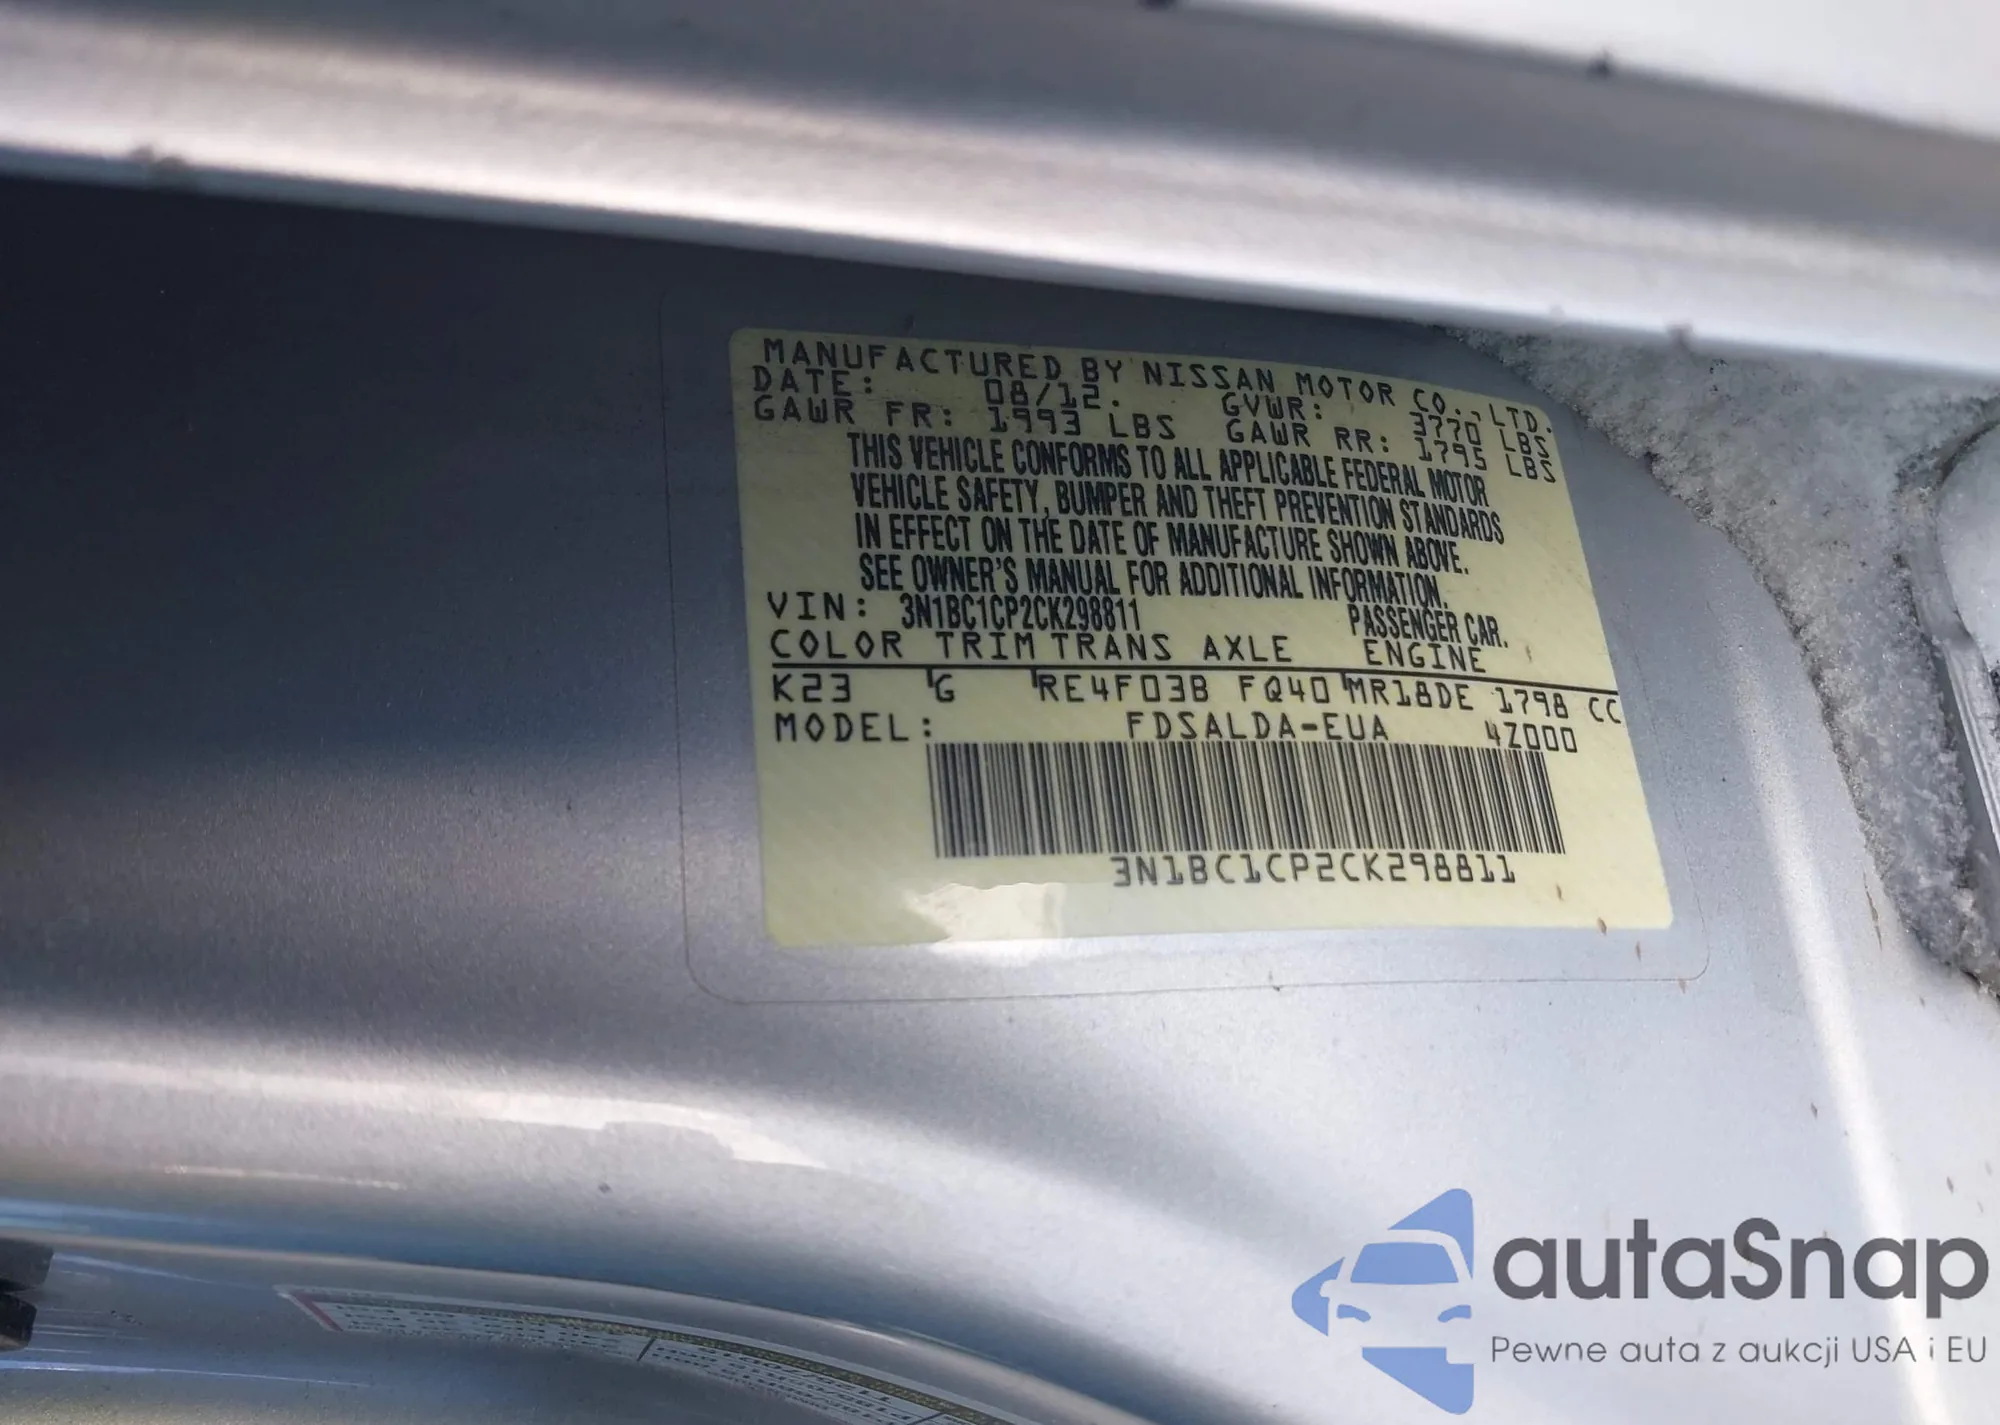 MANUFACTURED BY NISSAN MOTOR CO., LTD.
DATE: 08/12. GVWR: 3770 LBS
GAWR FR: 1993 LBS GAWR RR: 1795 LBS
THIS VEHICLE CONFORMS TO ALL APPLICABLE FEDERAL MOTOR
VEHICLE SAFETY, BUMPER AND THEFT PREVENTION STANDARDS
IN EFFECT ON THE DATE OF MANUFACTURE SHOWN ABOVE.
SEE OWNER'S MANUAL FOR ADDITIONAL INFORMATION.
VIN: 3N1BC1CP2CK298811 PASSENGER CAR.
COLOR TRIM TRANS AXLE ENGINE
K23 G RE4F03B FQ40 MR18DE 1798 CC
MODEL: FDSALDA-EUA 4Z000
3N1BC1CP2CK298811
autaSnap
Pewne auta z aukcji USA i EU